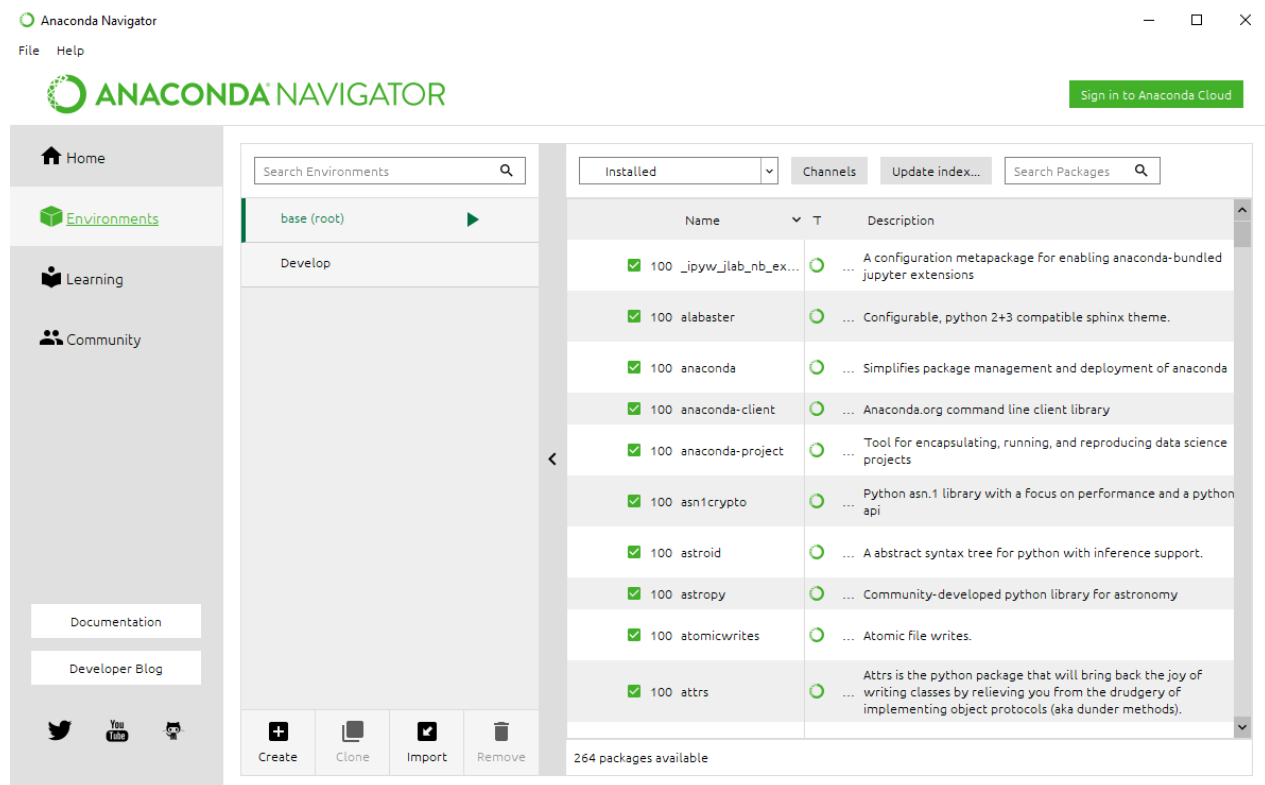 Anaconda Navigator
File Help
ANACONDA NAVIGATOR
Sign in to Anaconda Cloud
Home
Environments
Learning
Community
Documentation
Developer Blog
You
Tube
Search Environments
base (root)
Develop
Create Clone Import Remove
Installed Channels Update index... Search Packages
Name T Description
100 _ipyw_jlab_nb_ex... ... A configuration metapackage for enabling anaconda-bundled
jupyter extensions
100 alabaster ... Configurable, python 2+3 compatible sphinx theme.
100 anaconda ... Simplifies package management and deployment of anaconda
100 anaconda-client ... Anaconda.org command line client library
100 anaconda-project ... Tool for encapsulating, running, and reproducing data science
projects
100 asn1crypto ... Python asn.1 library with a focus on performance and a python
api
100 astroid ... A abstract syntax tree for python with inference support.
100 astropy ... Community-developed python library for astronomy
100 atomicwrites ... Atomic file writes.
100 attrs ... Attrs is the python package that will bring back the joy of
writing classes by relieving you from the drudgery of
implementing object protocols (aka dunder methods).
264 packages available